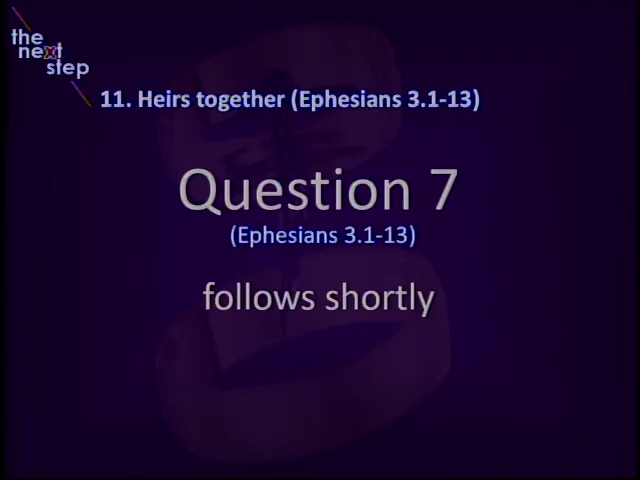 the
next
step
11. Heirs together (Ephesians 3.1-13)
Question 7
(Ephesians 3.1-13)
follows shortly